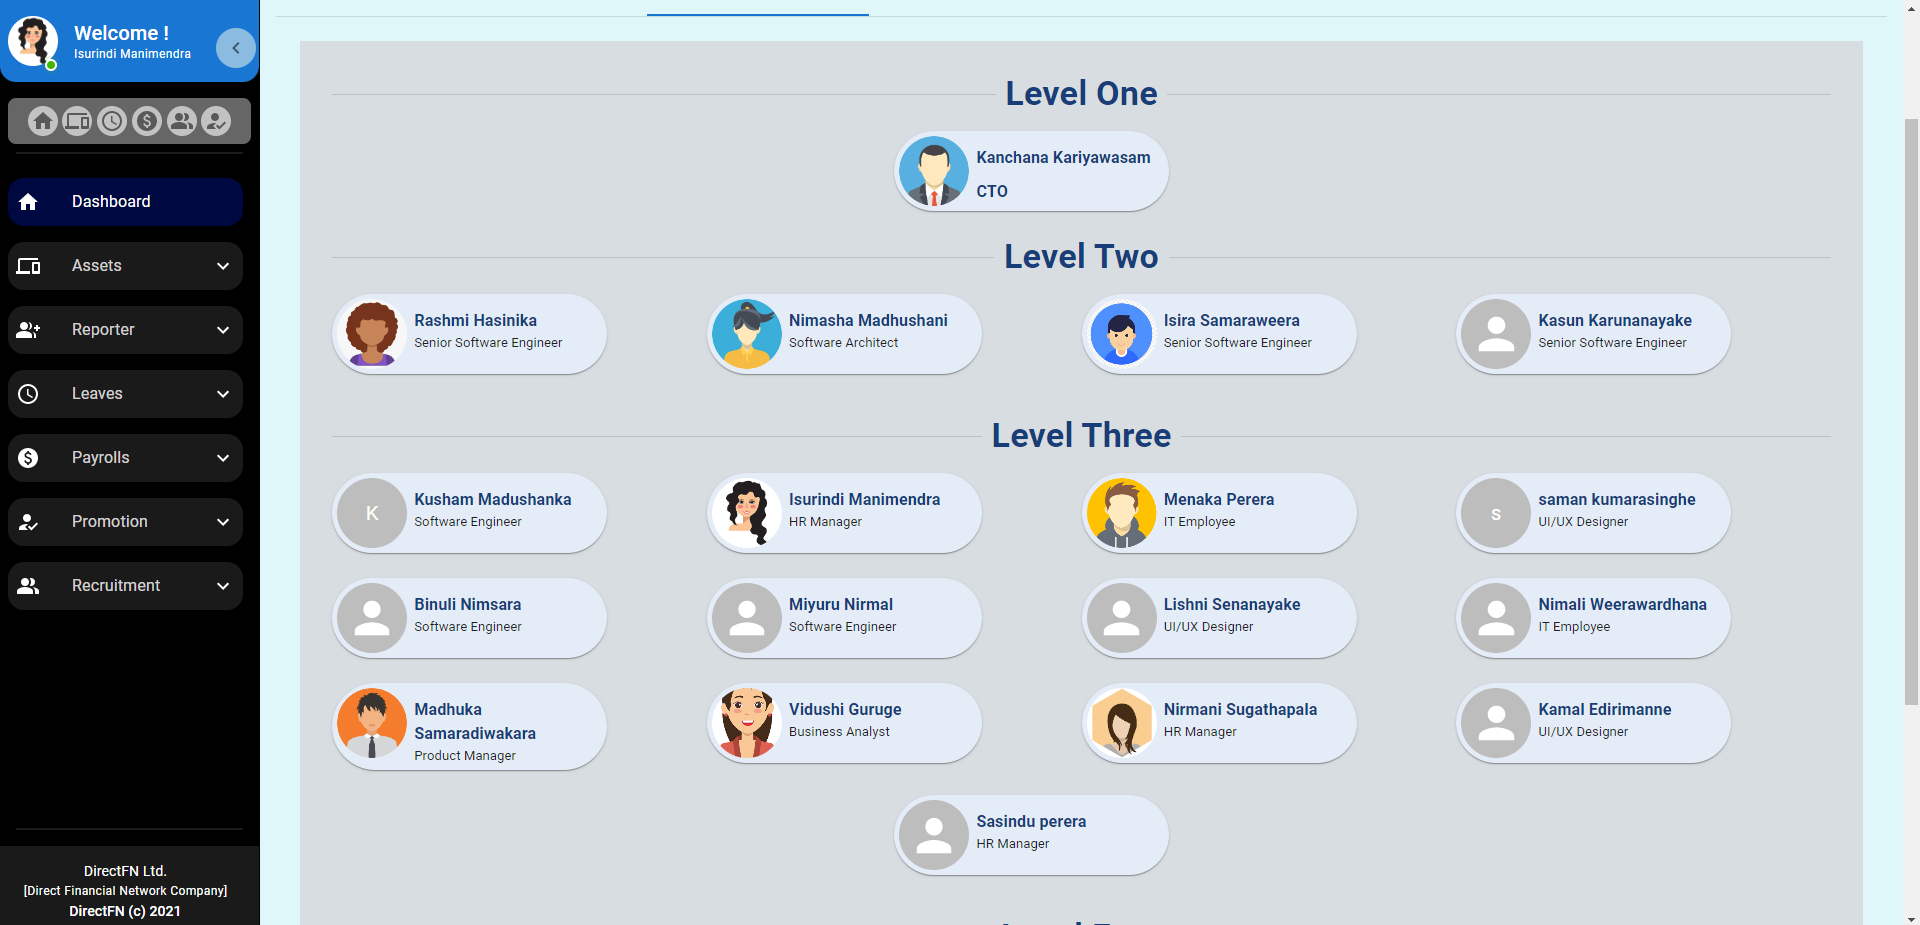 Welcome !
Isurindi Manimendra
Dashboard
Assets
Reporter
Leaves
Payrolls
Promotion
Recruitment
DirectFN Ltd.
[Direct Financial Network Company]
DirectFN (c) 2021
Level One
Kanchana Kariyawasam
CTO
Level Two
Rashmi Hasinika
Senior Software Engineer
Nimasha Madhushani
Software Architect
Isira Samaraweera
Senior Software Engineer
Kasun Karunanayake
Senior Software Engineer
Level Three
K
Kusham Madushanka
Software Engineer
Isurindi Manimendra
HR Manager
Menaka Perera
IT Employee
s
saman kumarasinghe
UI/UX Designer
Binuli Nimsara
Software Engineer
Miyuru Nirmal
Software Engineer
Lishni Senanayake
UI/UX Designer
Nimali Weerawardhana
IT Employee
Madhuka
Samaradiwakara
Product Manager
Vidushi Guruge
Business Analyst
Nirmani Sugathapala
HR Manager
Kamal Edirimanne
UI/UX Designer
Sasindu perera
HR Manager